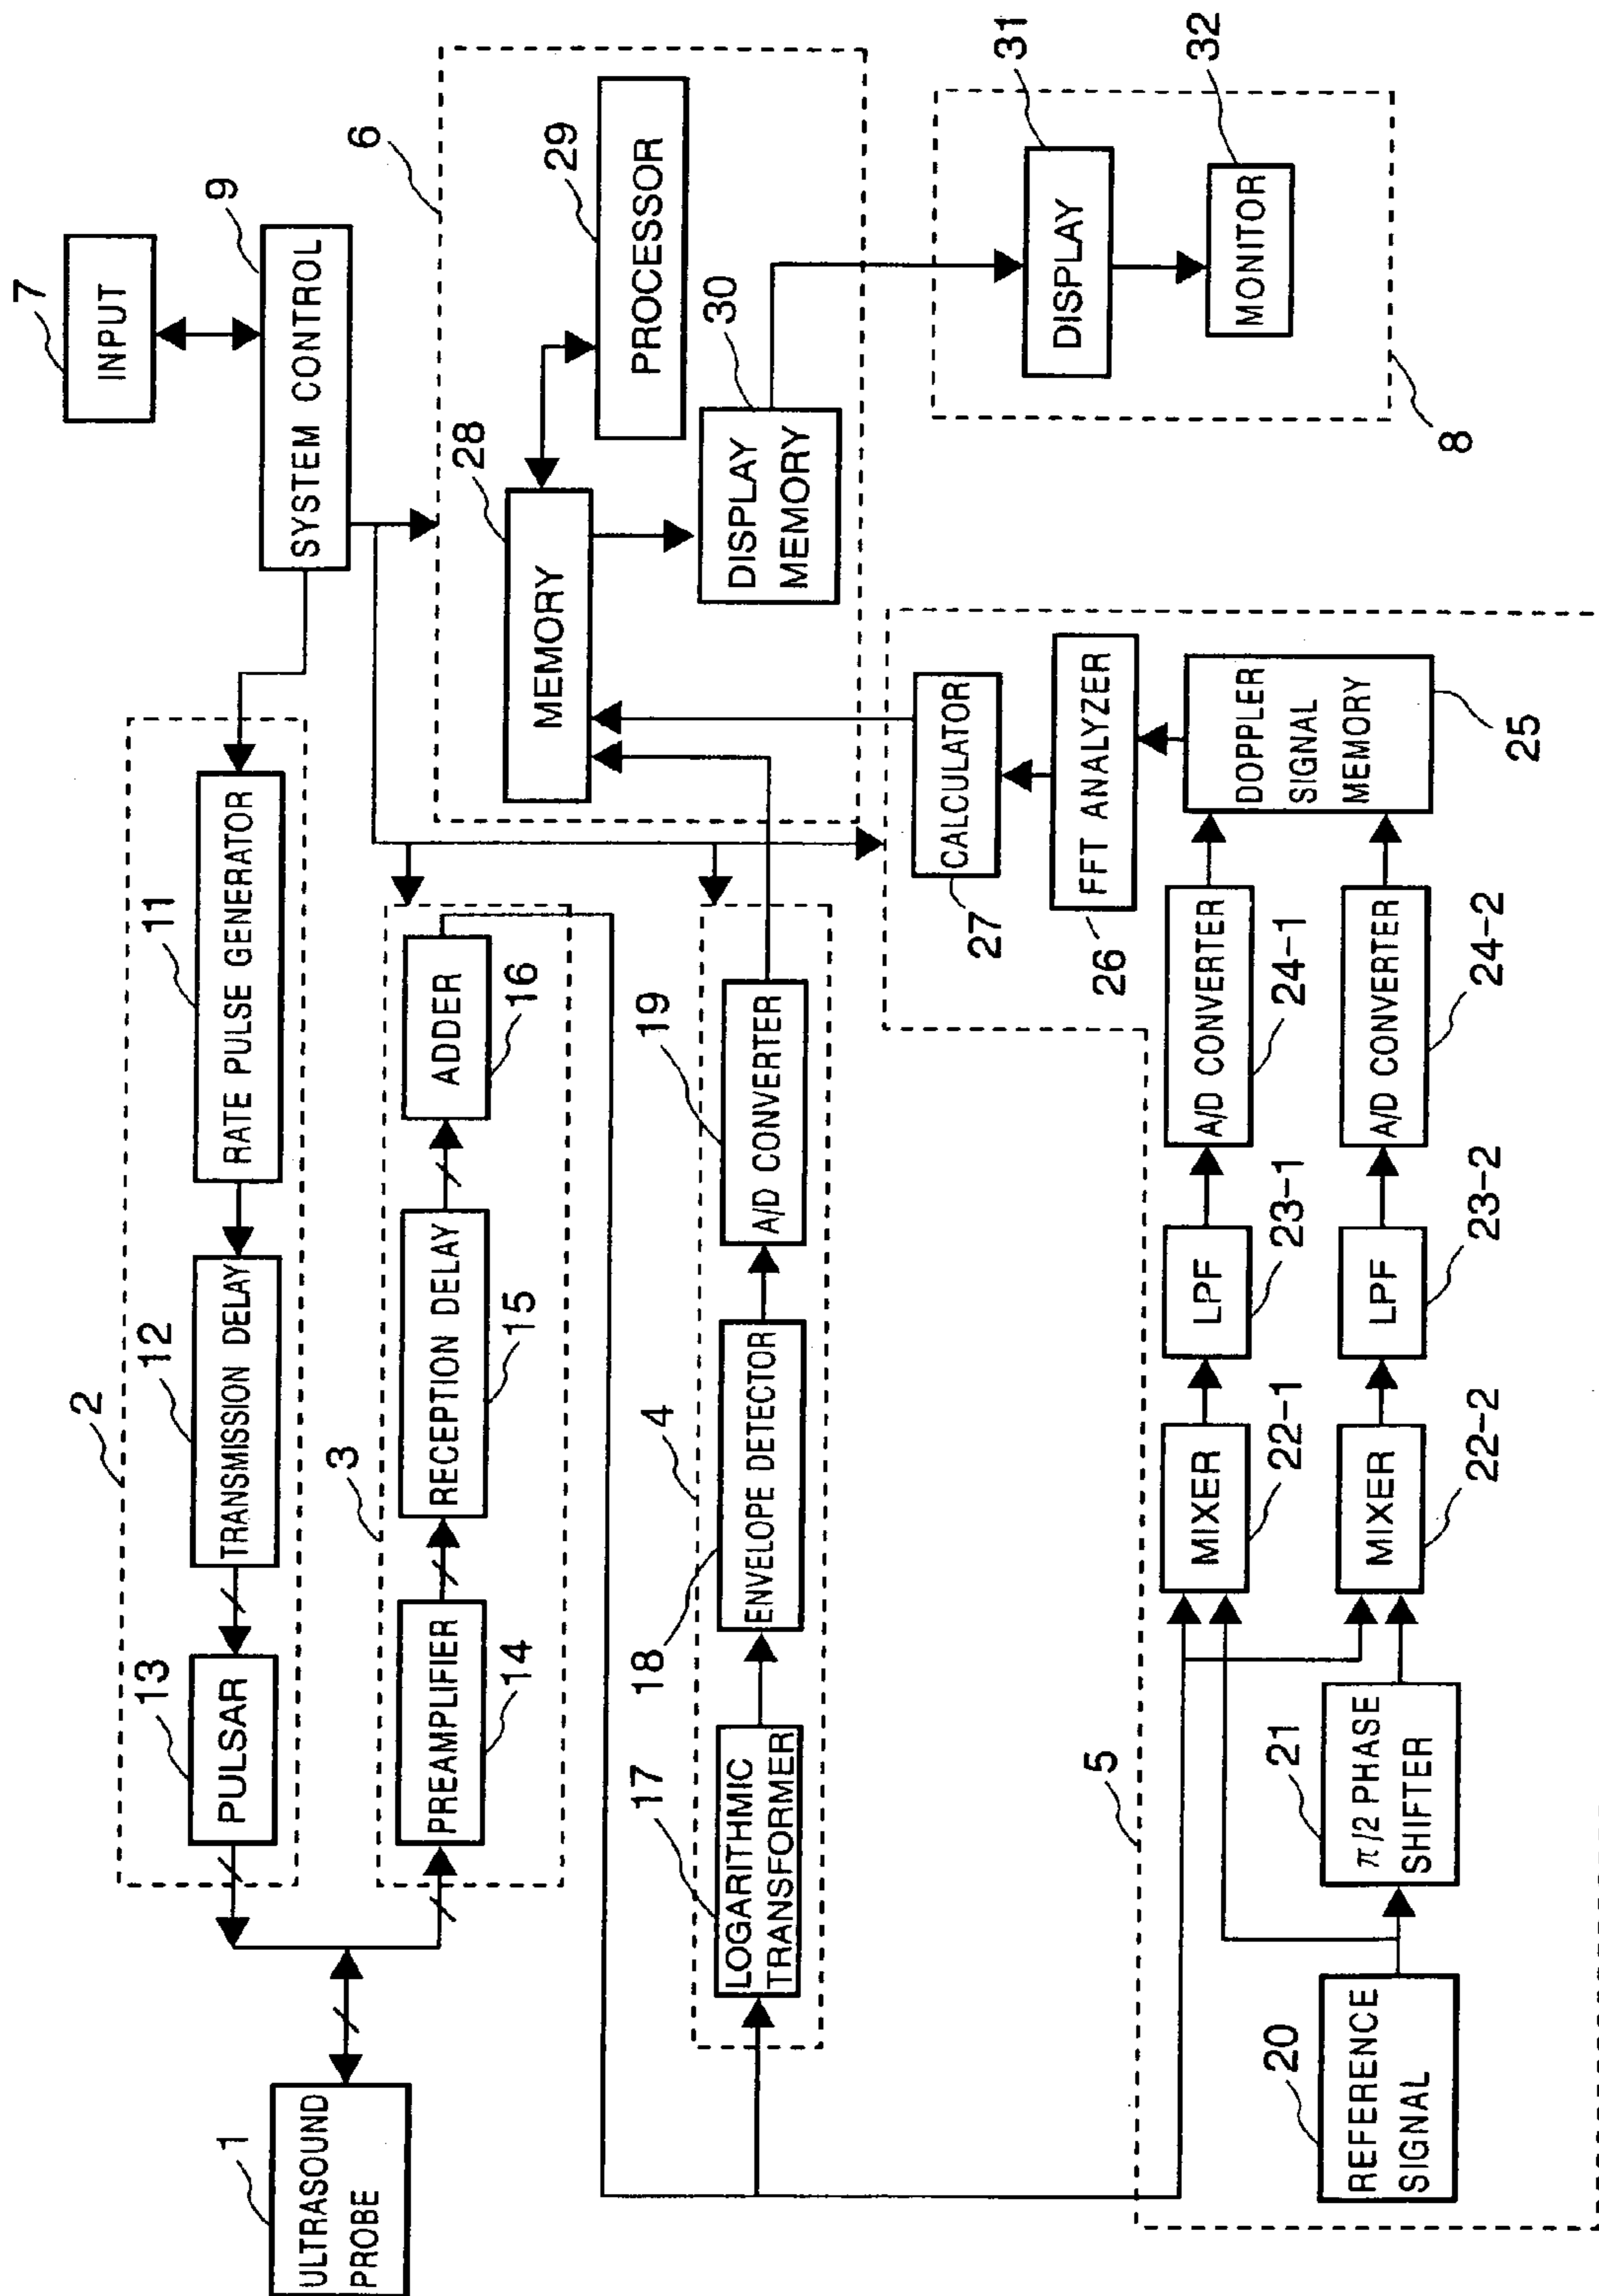 1
ULTRASOUND
PROBE
2
13
PULSAR
12
TRANSMISSION DELAY
11
RATE PULSE GENERATOR
7
INPUT
9
SYSTEM CONTROL
3
PREAMPLIFIER
14
RECEPTION DELAY
15
ADDER
16
4
17
LOGARITHMIC
TRANSFORMER
18
ENVELOPE DETECTOR
19
A/D CONVERTER
6
28
MEMORY
29
PROCESSOR
30
DISPLAY
MEMORY
31
DISPLAY
32
MONITOR
8
5
20
REFERENCE
SIGNAL
21
π/2 PHASE
SHIFTER
MIXER
22-1
LPF
23-1
A/D CONVERTER
24-1
MIXER
22-2
LPF
23-2
A/D CONVERTER
24-2
DOPPLER
SIGNAL
MEMORY
25
FFT ANALYZER
26
CALCULATOR
27